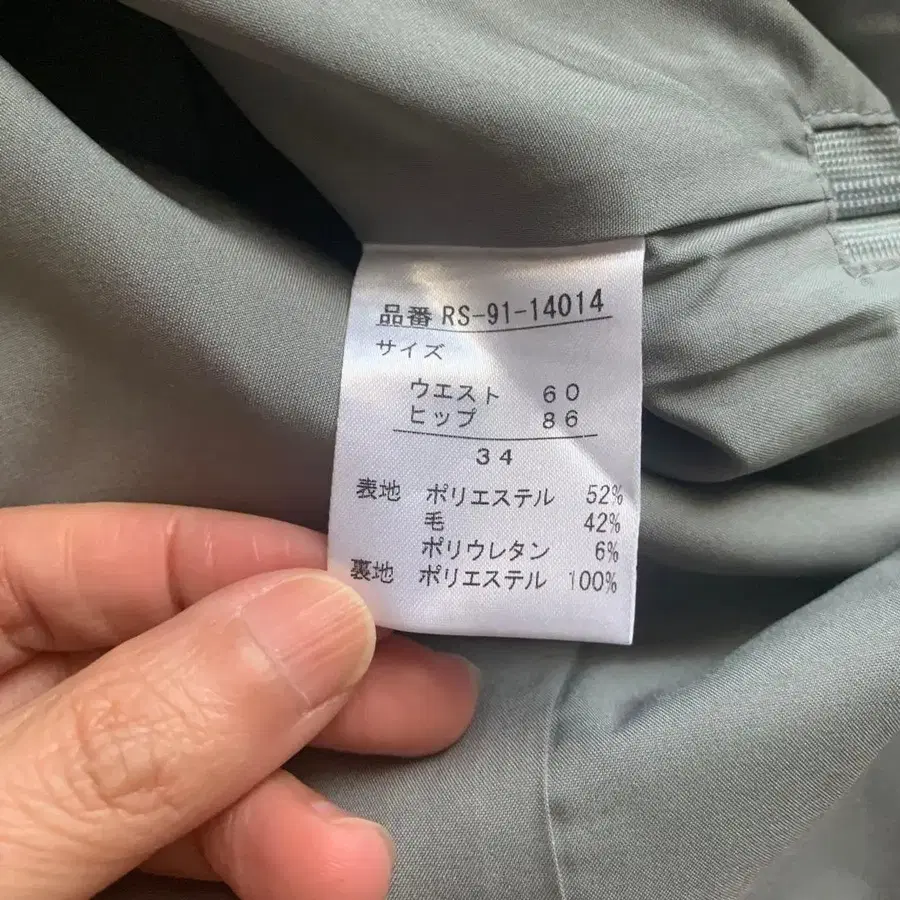 品番 RS-91-14014
サイズ
ウエスト 60
ヒップ 86
34
表地 ポリエステル 52%
毛 42%
ポリウレタン 6%
裏地 ポリエステル 100%